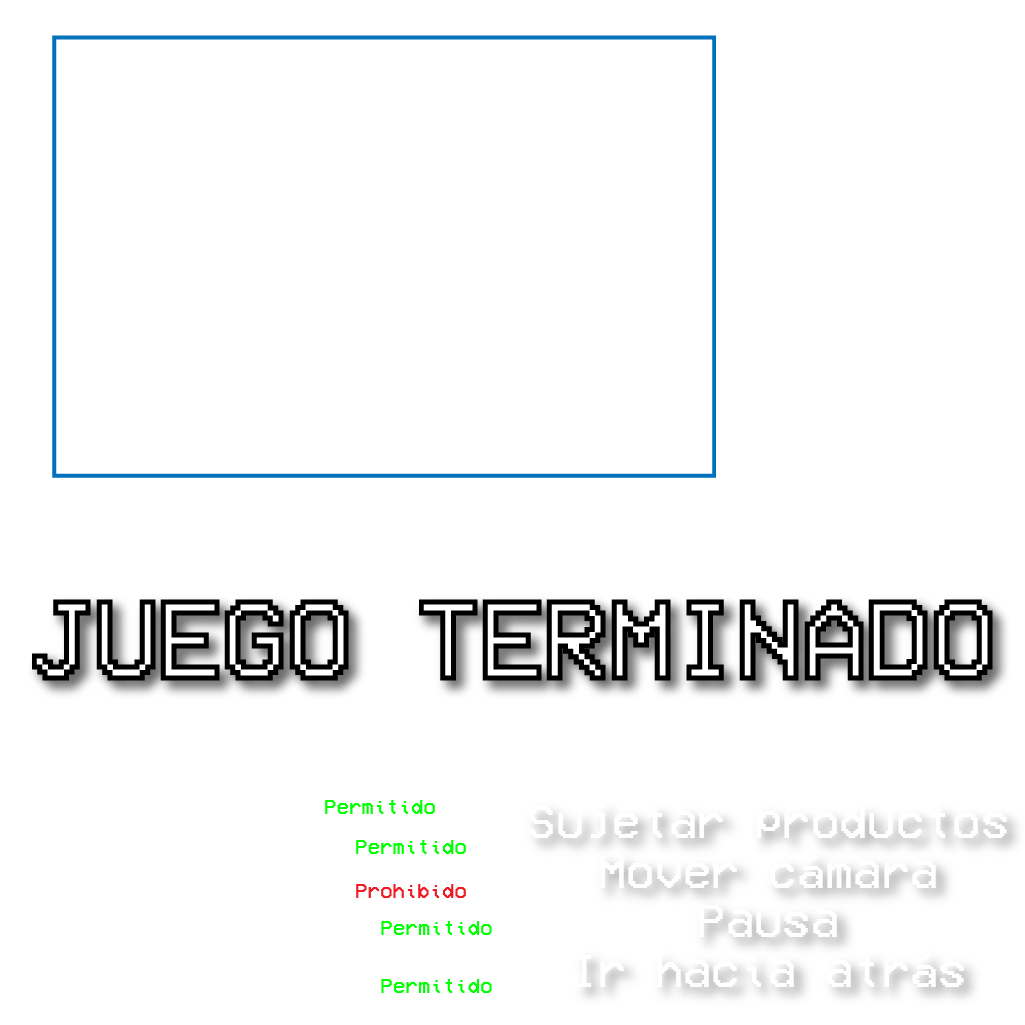 JUEGO TERMINADO
Permitido
Permitido
Prohibido
Permitido
Permitido
Sujetar productos
Mover cámara
Pausa
Ir hacia atrás